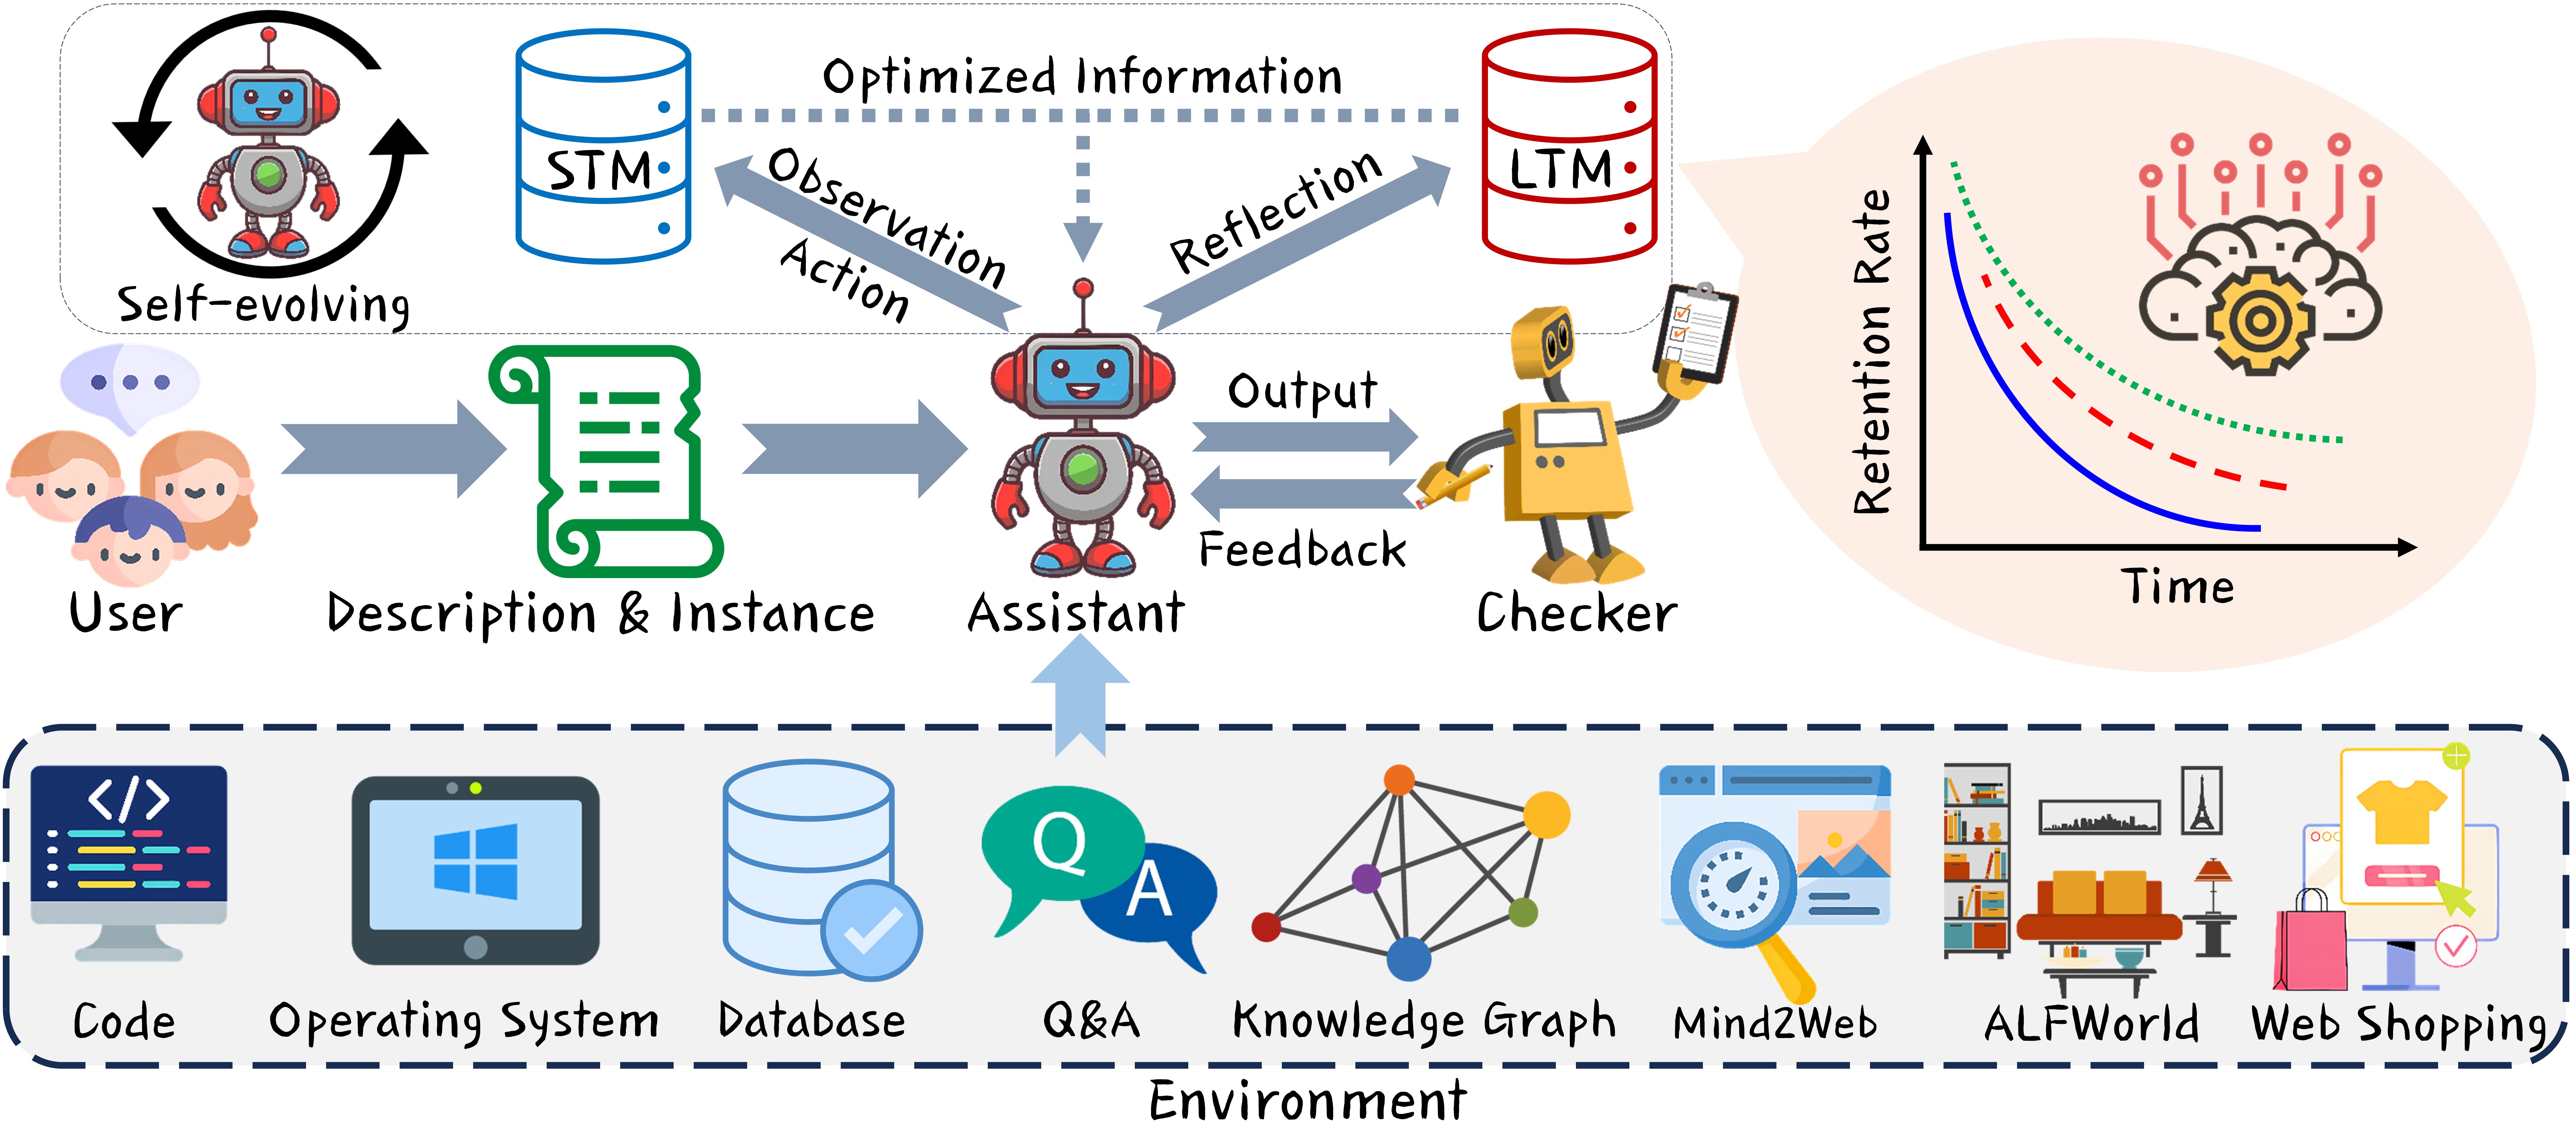 Optimized Information
STM
LTM
Observation
Action
Reflection
Self-evolving
Retention Rate
Time
Output
Feedback
User
Description & Instance
Assistant
Checker
</>
Q
A
Code
Operating System
Database
Q&A
Knowledge Graph
Mind2Web
ALFWorld
Web Shopping
Environment